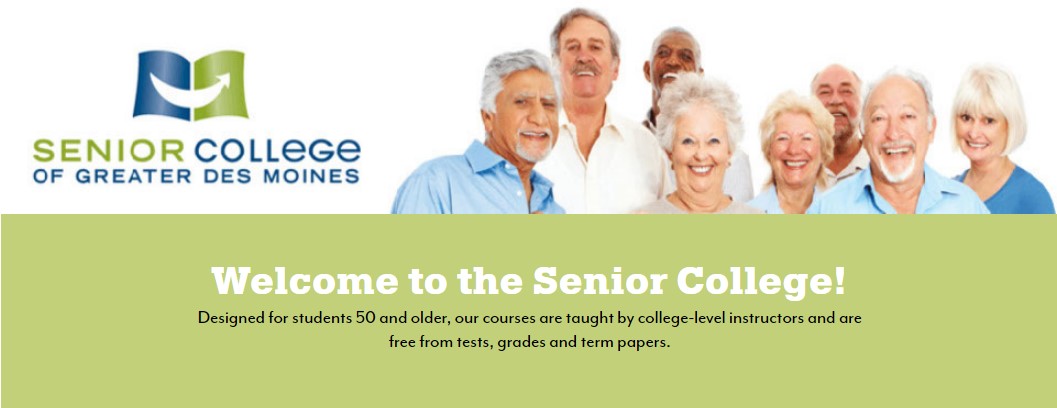 SENIOR COLLEGE
OF GREATER DES MOINES
Welcome to the Senior College!
Designed for students 50 and older, our courses are taught by college-level instructors and are
free from tests, grades and term papers.